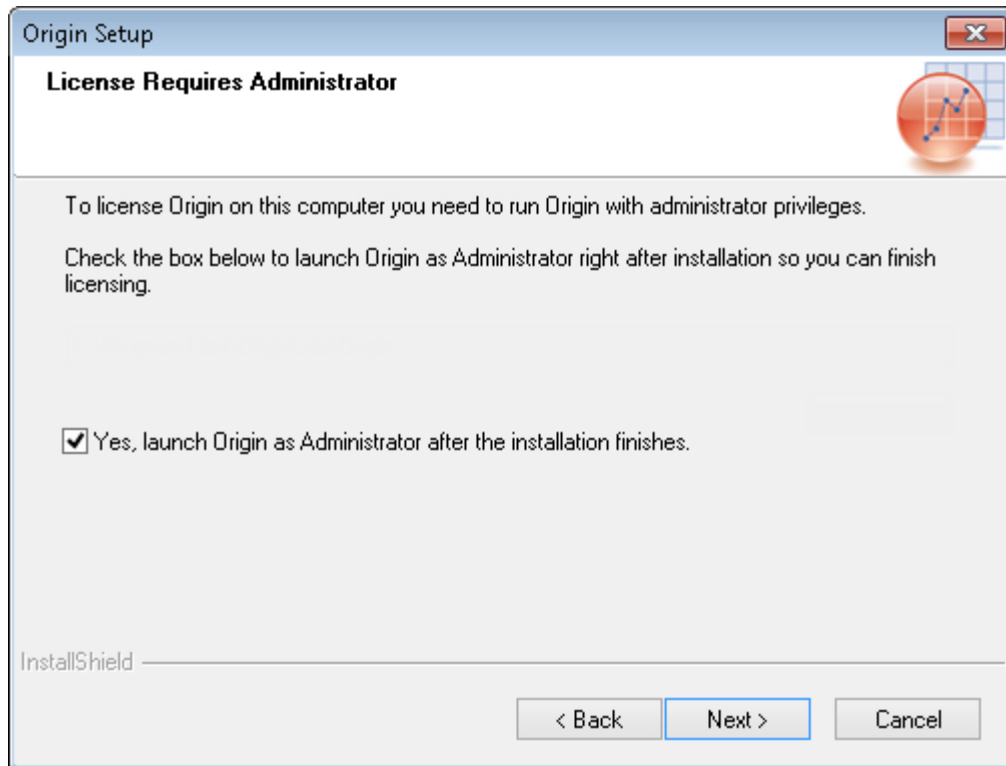 Origin Setup
License Requires Administrator
To license Origin on this computer you need to run Origin with administrator privileges.
Check the box below to launch Origin as Administrator right after installation so you can finish
licensing.
Yes, launch Origin as Administrator after the installation finishes.
InstallShield
< Back
Next >
Cancel